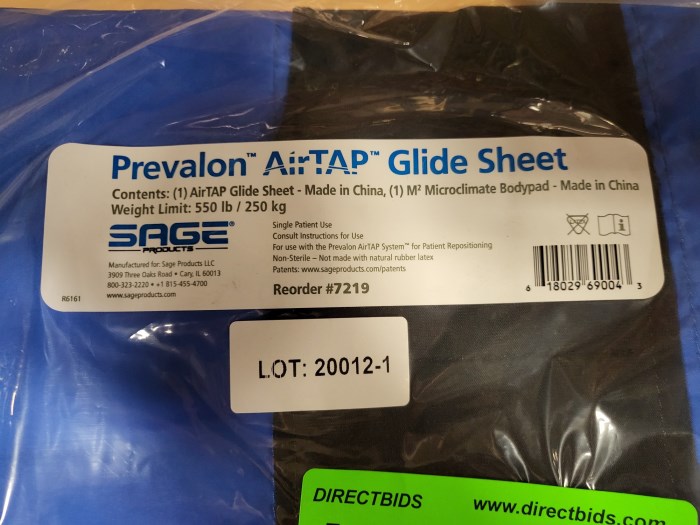 Prevalon™ AirTAP™ Glide Sheet
Contents: (1) AirTAP Glide Sheet - Made in China, (1) M² Microclimate Bodypad - Made in China
Weight Limit: 550 lb / 250 kg
SAGE®
PRODUCTS
Manufactured for: Sage Products LLC
3909 Three Oaks Road • Cary, IL 60013
800-323-2220 • +1 815-455-4700
www.sageproducts.com
R6161
Single Patient Use
Consult Instructions for Use
For use with the Prevalon AirTAP System™ for Patient Repositioning
Non-Sterile – Not made with natural rubber latex
Patents: www.sageproducts.com/patents
Reorder #7219
6 18029 69004 3
LOT: 20012-1
DIRECTBIDS
www.directbids.com